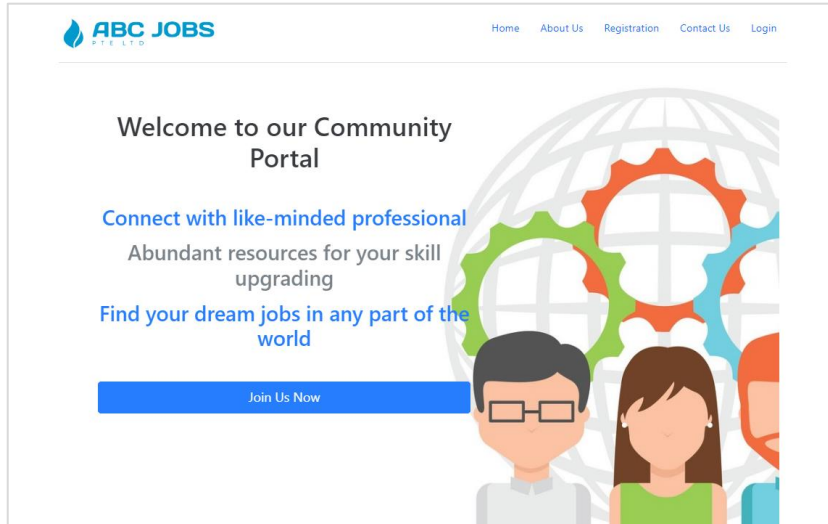 ABC JOBS
PTE LTD
Home About Us Registration Contact Us Login
Welcome to our Community
Portal
Connect with like-minded professional
Abundant resources for your skill
upgrading
Find your dream jobs in any part of the
world
Join Us Now